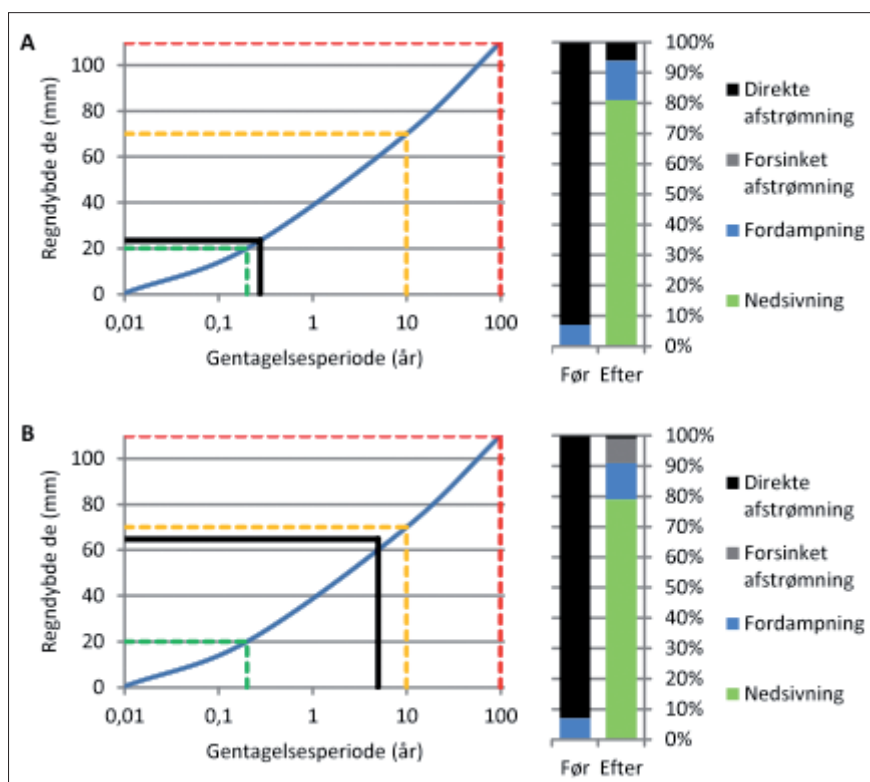 A
Regndybde de (mm)
100
80
60
40
20
0
0,01
0,1
1
10
100
Gentagelsesperiode (år)
100%
90%
80%
70%
60%
50%
40%
30%
20%
10%
0%
Før
Efter
Direkte
afstrømning
Forsinket
afstrømning
Fordampning
Nedsivning
B
Regndybde de (mm)
100
80
60
40
20
0
0,01
0,1
1
10
100
Gentagelsesperiode (år)
100%
90%
80%
70%
60%
50%
40%
30%
20%
10%
0%
Før
Efter
Direkte
afstrømning
Forsinket
afstrømning
Fordampning
Nedsivning